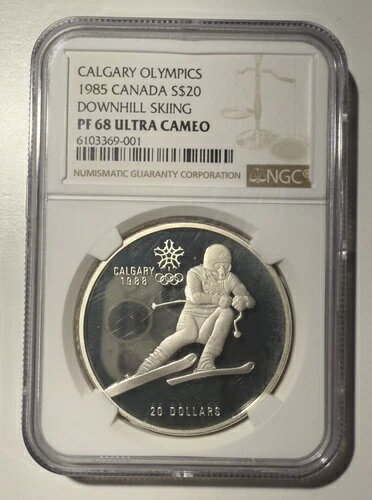 CALGARY OLYMPICS
1985 CANADA S$20
DOWNHILL SKIING
PF 68 ULTRA CAMEO
6103369-001
NUMISMATIC GUARANTY CORPORATION
NGC
CALGARY
1988
20 DOLLARS